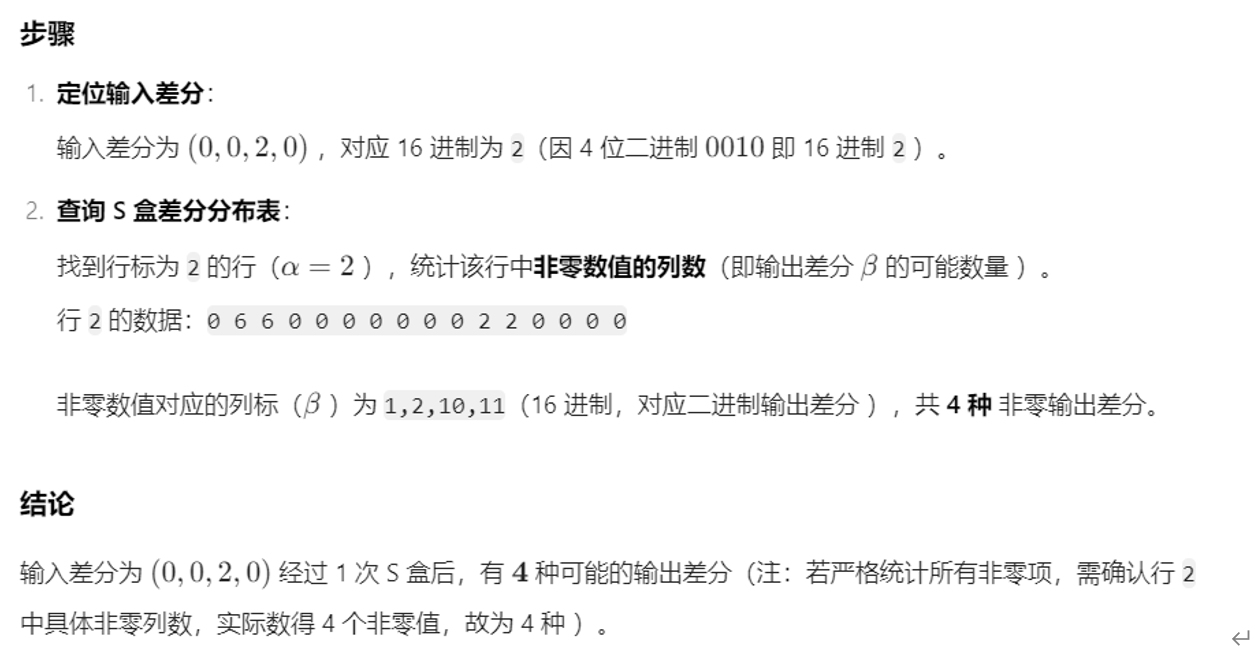 步骤
1. 定位输入差分：
输入差分为 (0, 0, 2, 0) ，对应 16 进制为 2（因 4 位二进制 0010 即 16 进制 2 ）。
2. 查询 S 盒差分分布表：
找到行标为 2 的行（α = 2 ），统计该行中非零数值的列数（即输出差分 β 的可能数量 ）。
行 2 的数据：0 6 6 0 0 0 0 0 0 0 2 2 0 0 0 0
非零数值对应的列标（β ）为 1,2,10,11（16 进制，对应二进制输出差分 ），共 4 种 非零输出差分。
结论
输入差分为 (0, 0, 2, 0) 经过 1 次 S 盒后，有 4 种可能的输出差分（注：若严格统计所有非零项，需确认行 2
中具体非零列数，实际数得 4 个非零值，故为 4 种 ）。